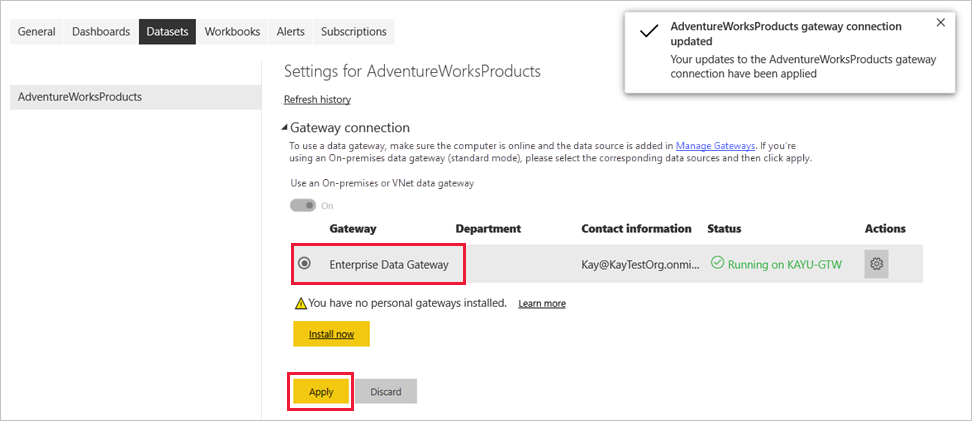 General
Dashboards
Datasets
Workbooks
Alerts
Subscriptions
AdventureWorksProducts gateway connection
updated
Your updates to the AdventureWorksProducts gateway
connection have been applied
AdventureWorksProducts
Settings for AdventureWorksProducts
Refresh history
Gateway connection
To use a data gateway, make sure the computer is online and the data source is added in Manage Gateways. If you're
using an On-premises data gateway (standard mode), please select the corresponding data sources and then click apply.
Use an On-premises or VNet data gateway
On
Gateway Department Contact information Status Actions
Enterprise Data Gateway Kay@KayTestOrg.onmi... Running on KAYU-GTW
You have no personal gateways installed. Learn more
Install now
Apply Discard